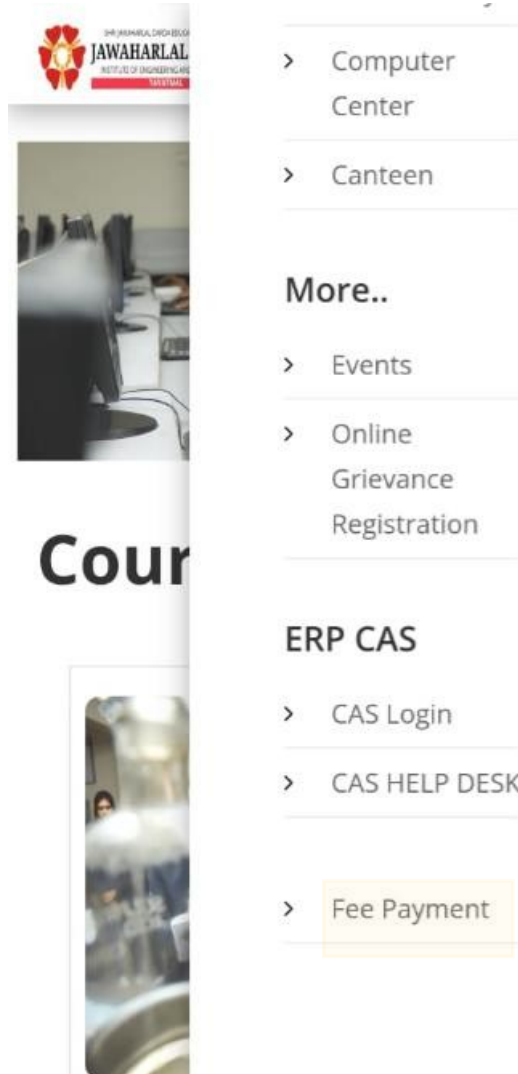 JAWAHARLAL
YAVATMAL
Cour
Computer
Center
Canteen
More..
Events
Online
Grievance
Registration
ERP CAS
CAS Login
CAS HELP DESK
Fee Payment